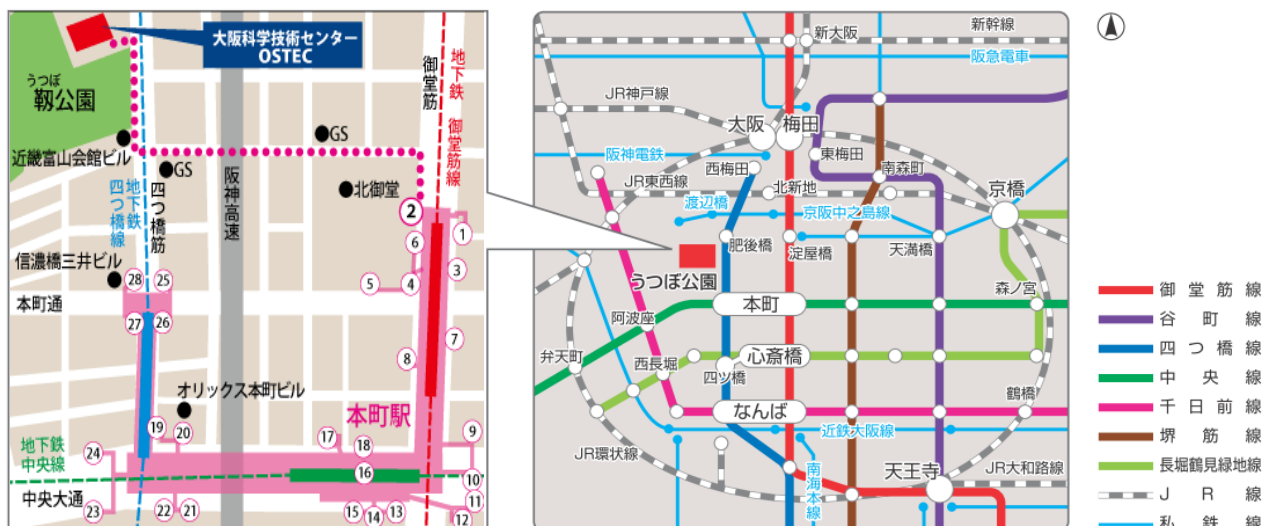 大阪科学技術センター
OSTEC
うつぼ
靱公園
御堂筋
地下鉄 御堂筋線
GS
近畿富山会館ビル
GS
阪神高速
北御堂
地下鉄
四つ橋線
四つ橋筋
2
1
6
3
5
4
信濃橋三井ビル
28
25
本町通
27
26
7
8
オリックス本町ビル
本町駅
19
20
17
18
9
地下鉄
中央線
24
16
10
中央大通
23
22
21
15
14
13
11
12
新幹線
新大阪
阪急電車
JR神戸線
大阪
梅田
阪神電鉄
東梅田
西梅田
南森町
JR東西線
北新地
京橋
渡辺橋
京阪中之島線
肥後橋
淀屋橋
天満橋
うつぼ公園
森ノ宮
本町
阿波座
弁天町
西長堀
心斎橋
四ツ橋
鶴橋
なんば
近鉄大阪線
JR環状線
南海本線
天王寺
JR大和路線
御堂筋線
谷町線
四つ橋線
中央線
千日前線
堺筋線
長堀鶴見緑地線
JR線
私鉄線